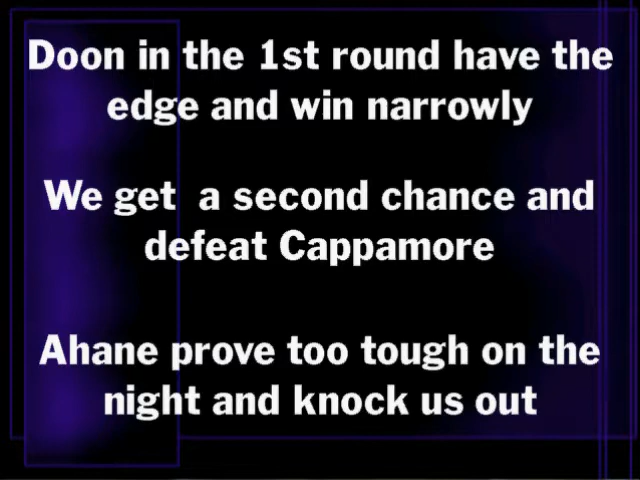 Doon in the 1st round have the
edge and win narrowly
We get  a second chance and
defeat Cappamore
Ahane prove too tough on the
night and knock us out